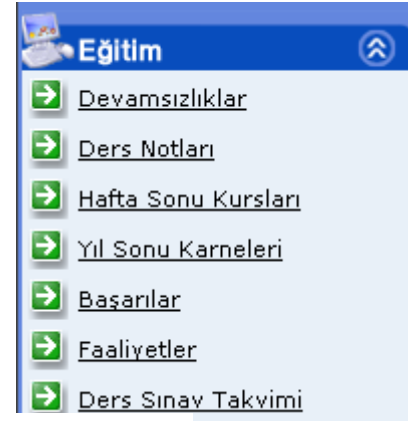 Eğitim
Devamsızlıklar
Ders Notları
Hafta Sonu Kursları
Yıl Sonu Karneleri
Başarılar
Faaliyetler
Ders Sınav Takvimi